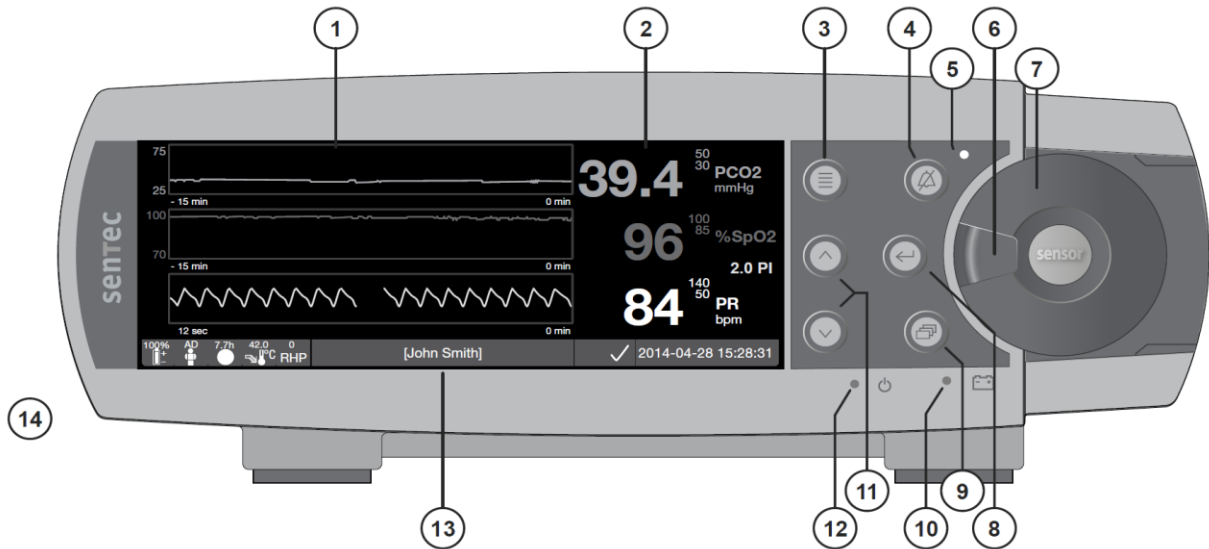 1
2
3
4
6
5
7
75
25
- 15 min
0 min
39.4
50
30
PCO2
mmHg
100
70
- 15 min
0 min
96
100
85
%SpO2
2.0 PI
12 sec
0 min
84
140
50
PR
bpm
sentec
sensor
100%
AD
7.7h
42.0
0
+
-
ºC
RHP
[John Smith]
2014-04-28 15:28:31
14
11
9
13
12
10
8